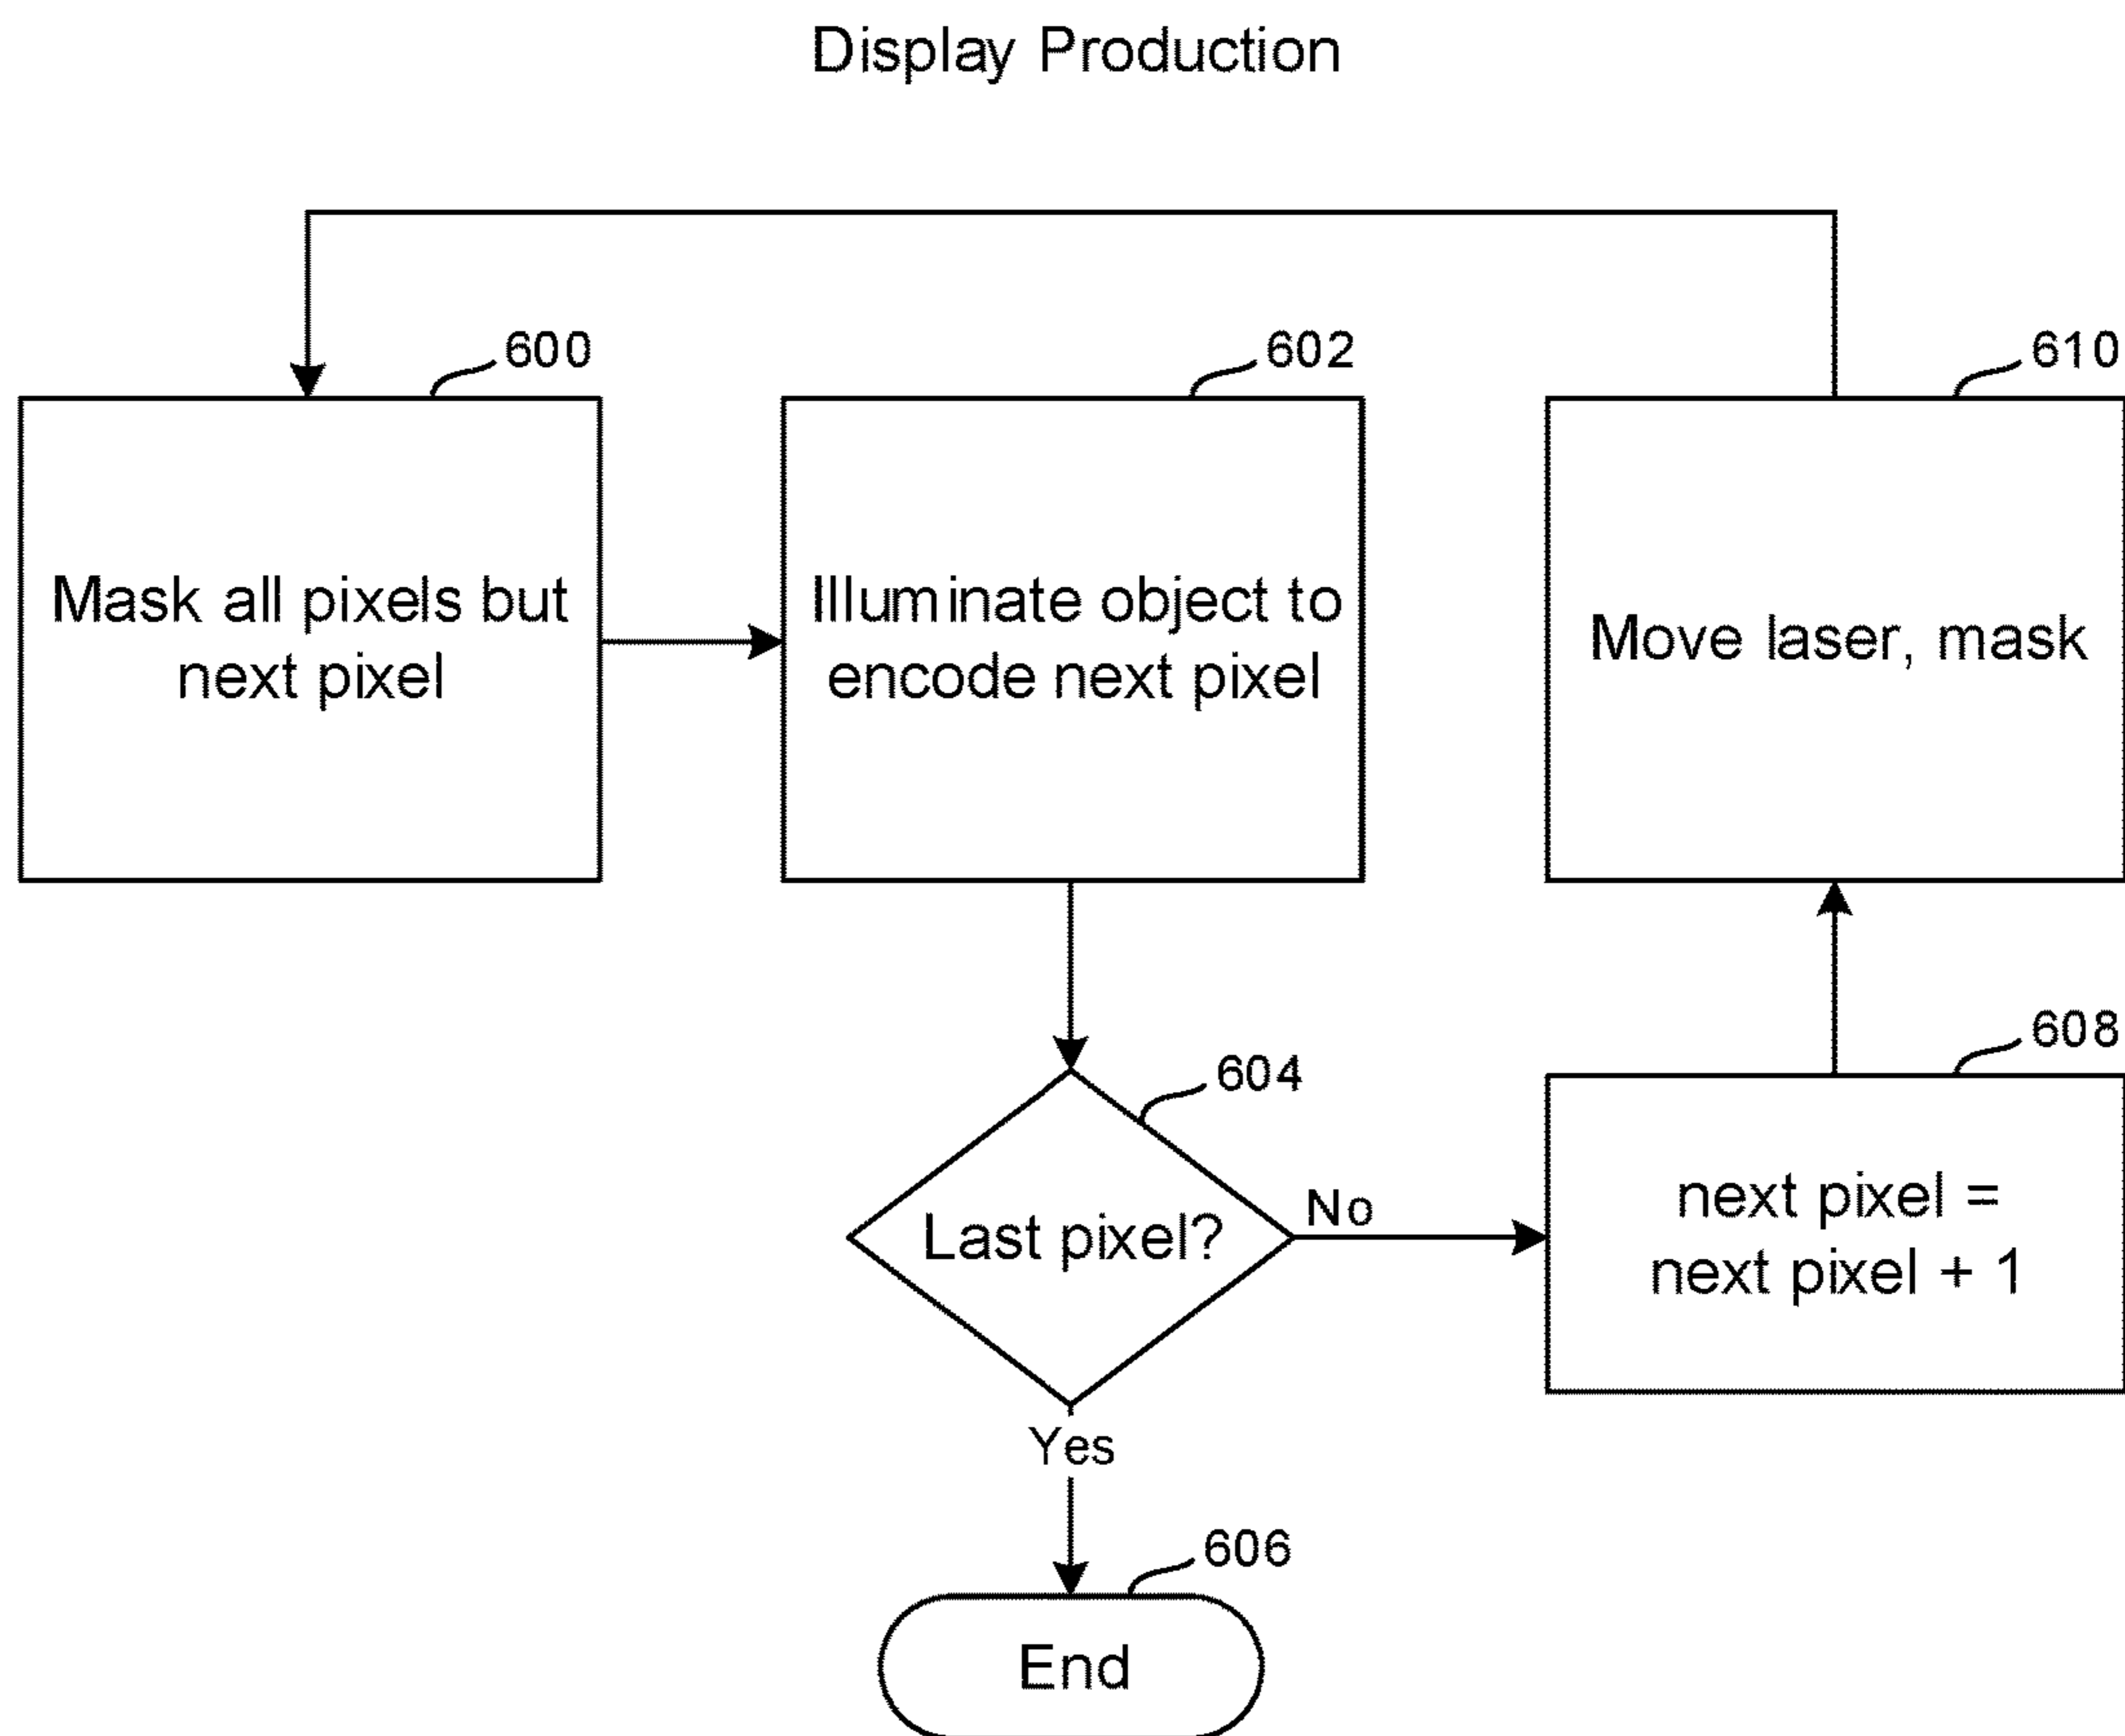 Display Production
600
Mask all pixels but
next pixel
602
Illuminate object to
encode next pixel
610
Move laser, mask
604
Last pixel?
No
608
next pixel =
next pixel + 1
Yes
606
End